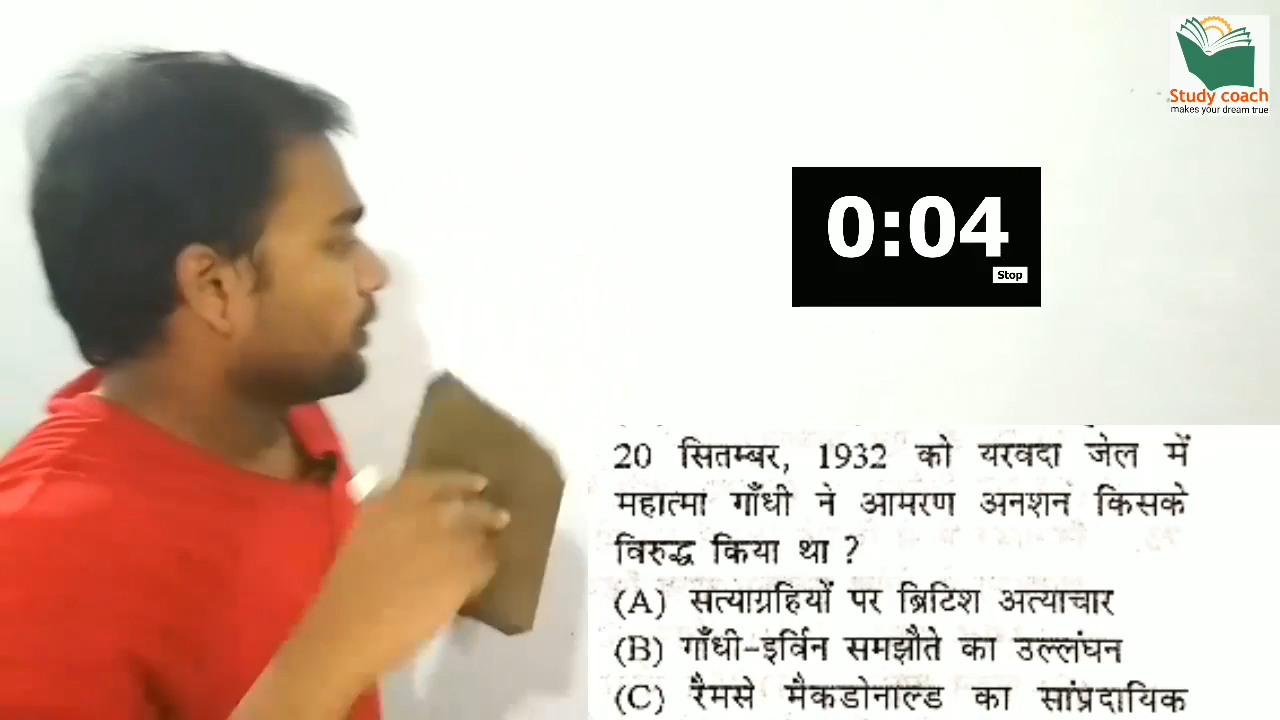 Study coach
makes your dream true
0:04
Stop
20 सितम्बर, 1932 को यरवदा जेल में
महात्मा गाँधी ने आमरण अनशन किसके
विरुद्ध किया था ?
(A) सत्याग्रहियों पर ब्रिटिश अत्याचार
(B) गाँधी-इर्विन समझौते का उल्लंघन
(C) रैमसे मैकडोनाल्ड का सांप्रदायिक